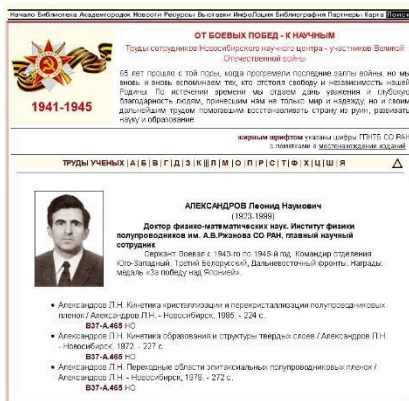 Начало Библиотека Академгородок Новости Ресурсы Выставки ИнфоЛоция Библиография Партнеры Карта Поиск
ОТ БОЕВЫХ ПОБЕД - К НАУЧНЫМ
Труды сотрудников Новосибирского научного центра - участников Великой
Отечественной войны
65 лет прошло с той поры, когда прогремели последние залпы войны, но мы
вновь и вновь вспоминаем тех, кто отстоял свободу и независимость нашей
Родины. По истечении времени мы отдаем дань уважения и глубокую
благодарность людям, принесшим нам не только мир и надежду, но и своим
дальнейшим трудом помогавшим восстанавливать страну из руин, развивать
науку и образование
1941-1945
жирным шрифтом указаны шифры ГПНТБ СО РАН
с пометками о местонахождении изданий
ТРУДЫ УЧЕНЫХ | А | Б | В | Г | Д | З | К ||| Л | М | О | П | Р | С | Т | Ф | Х | Ц | Ш | Я
АЛЕКСАНДРОВ Леонид Наумович
(1923-1999)
Доктор физико-математических наук. Институт физики
полупроводников им. А.В.Ржанова СО РАН, главный научный
сотрудник
Сержант. Воевал с 1943-го по 1945-й год. Командир отделения.
Юго-Западный, Третий Белорусский, Дальневосточный фронты. Награды:
медаль «За победу над Японией».
• Александров Л.Н. Кинетика кристаллизации и перекристаллизации полупроводниковых
пленок / Александров Л.Н. - Новосибирск, 1985. - 224 с.
В37-А.465 НО
• Александров Л.Н. Кинетика образования и структуры твердых слоев / Александров Л.Н.
- Новосибирск, 1972. - 227 с.
В37-А.465 НО
• Александров Л.Н. Переходные области эпитаксиальных полупроводниковых пленок /
Александров Л.Н. - Новосибирск, 1978. - 272 с.
В37-А.465 НО